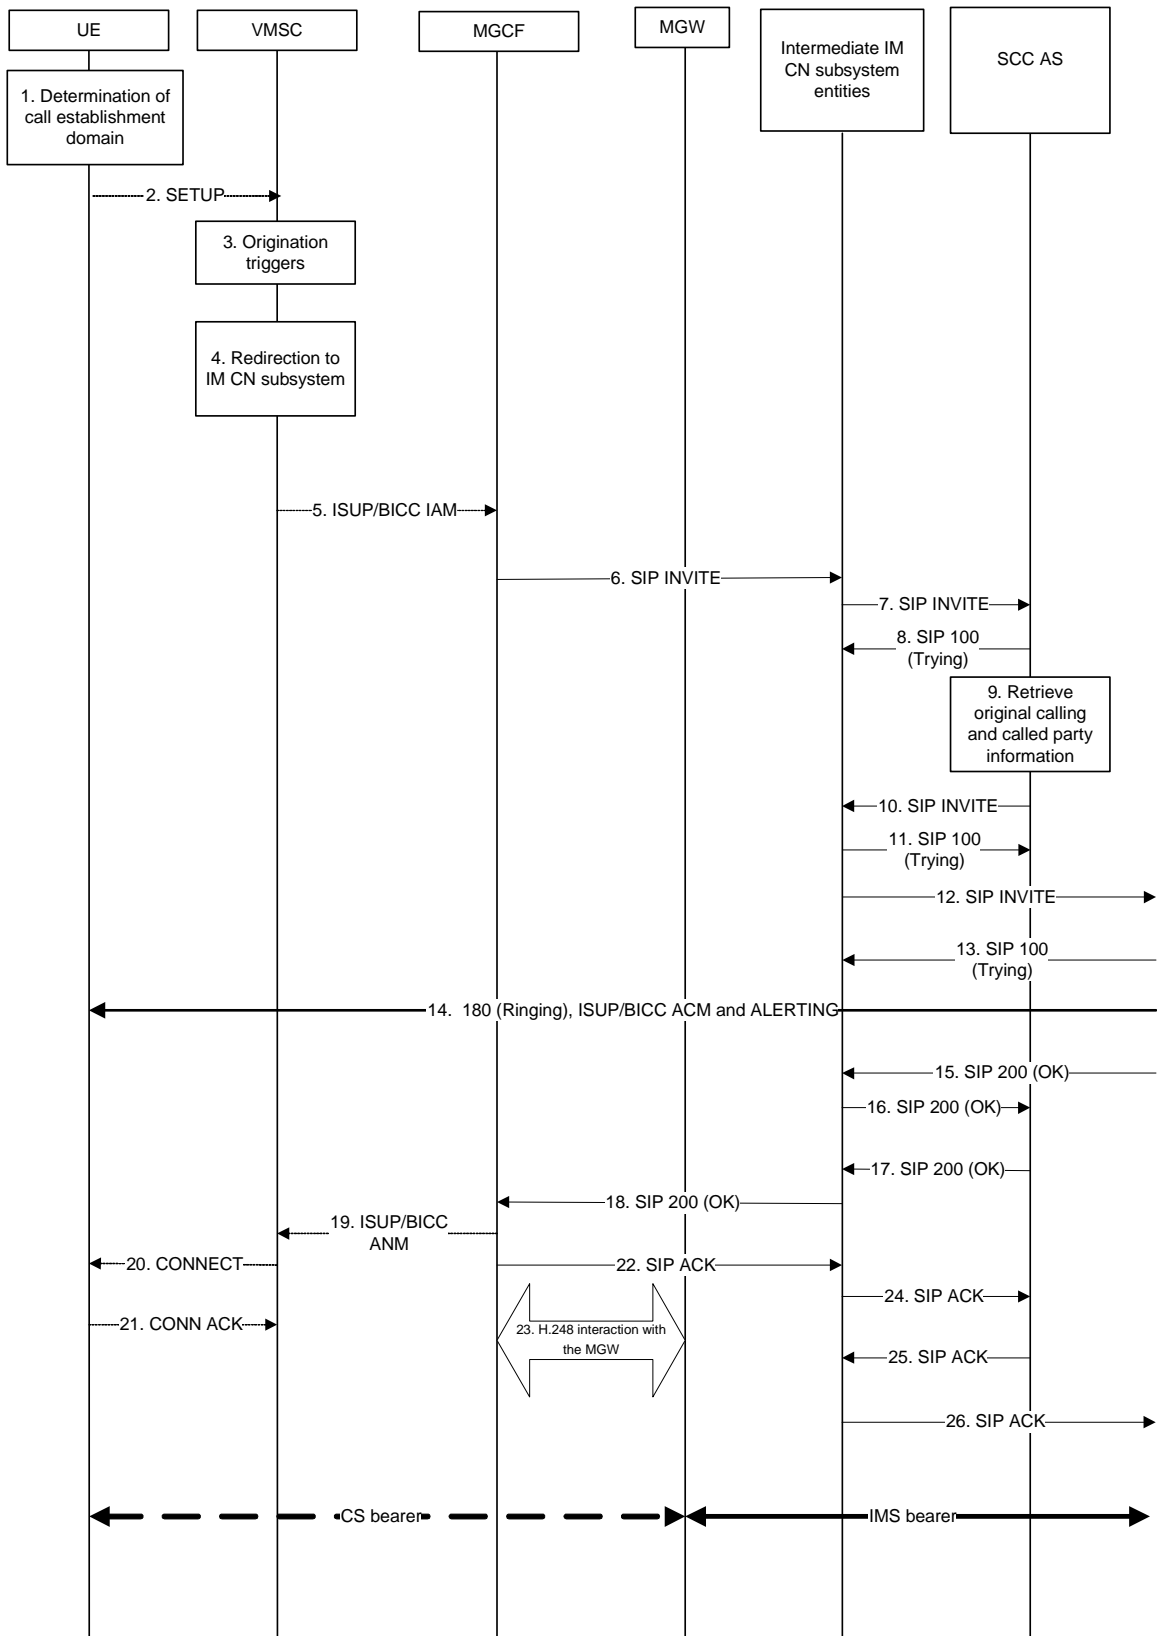 UE
VMSC
MGCF
MGW
Intermediate IM
CN subsystem
entities
SCC AS
1. Determination of
call establishment
domain
2. SETUP
3. Origination
triggers
4. Redirection to
IM CN subsystem
5. ISUP/BICC IAM
6. SIP INVITE
7. SIP INVITE
8. SIP 100
(Trying)
9. Retrieve
original calling
and called party
information
10. SIP INVITE
11. SIP 100
(Trying)
12. SIP INVITE
13. SIP 100
(Trying)
14. 180 (Ringing), ISUP/BICC ACM and ALERTING
15. SIP 200 (OK)
16. SIP 200 (OK)
17. SIP 200 (OK)
18. SIP 200 (OK)
19. ISUP/BICC
ANM
20. CONNECT
22. SIP ACK
24. SIP ACK
21. CONN ACK
23. H.248 interaction with
the MGW
25. SIP ACK
26. SIP ACK
CS bearer
IMS bearer